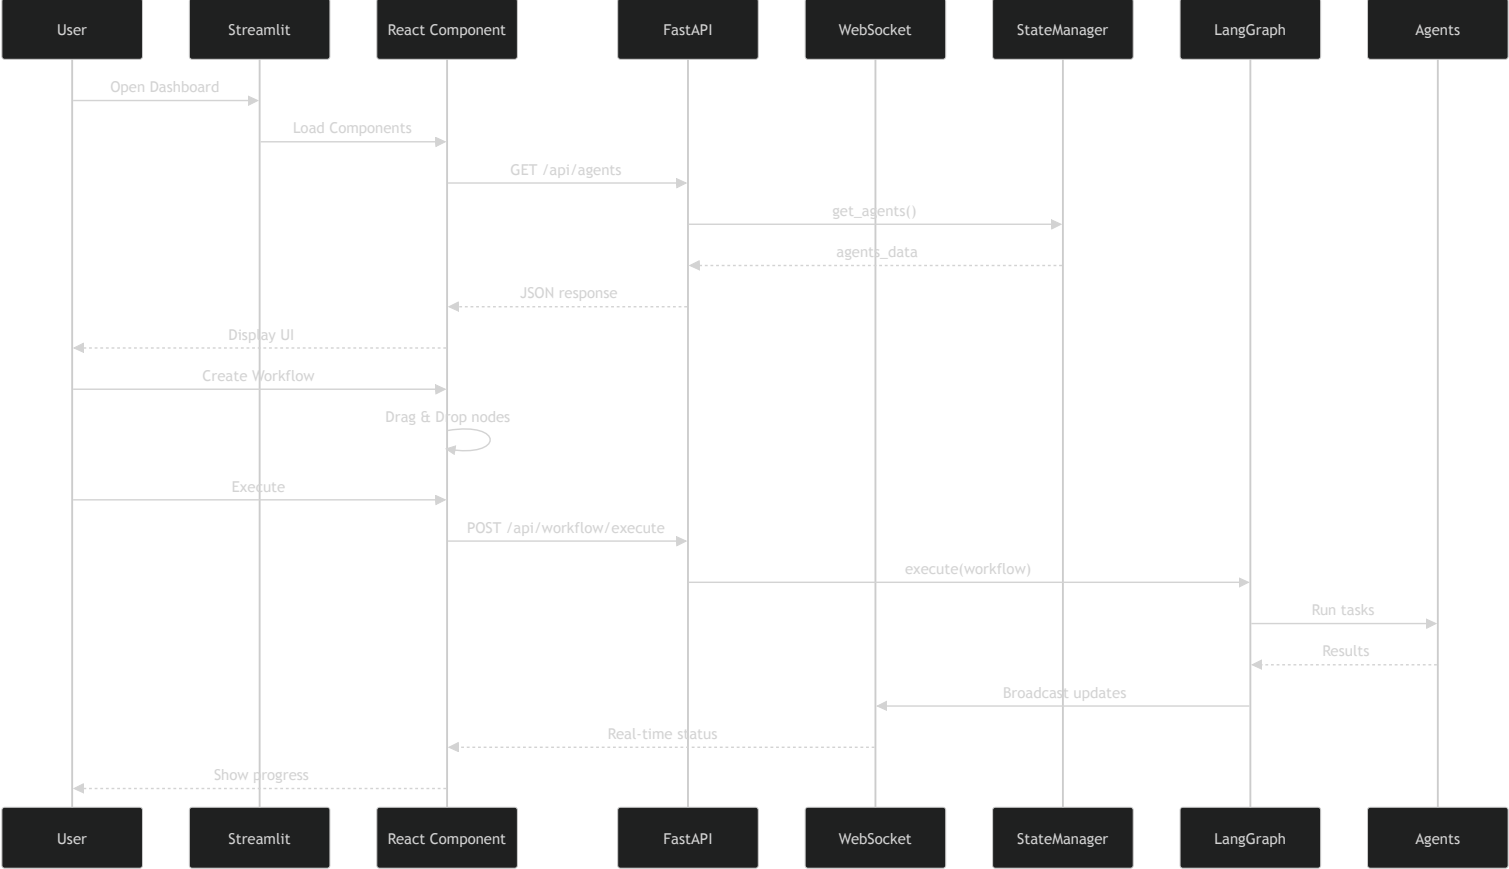 User
Streamlit
React Component
FastAPI
WebSocket
StateManager
LangGraph
Agents
Open Dashboard
Load Components
GET /api/agents
get_agents()
agents_data
JSON response
Display UI
Create Workflow
Drag & Drop nodes
Execute
POST /api/workflow/execute
execute(workflow)
Run tasks
Results
Broadcast updates
Real-time status
Show progress
User
Streamlit
React Component
FastAPI
WebSocket
StateManager
LangGraph
Agents